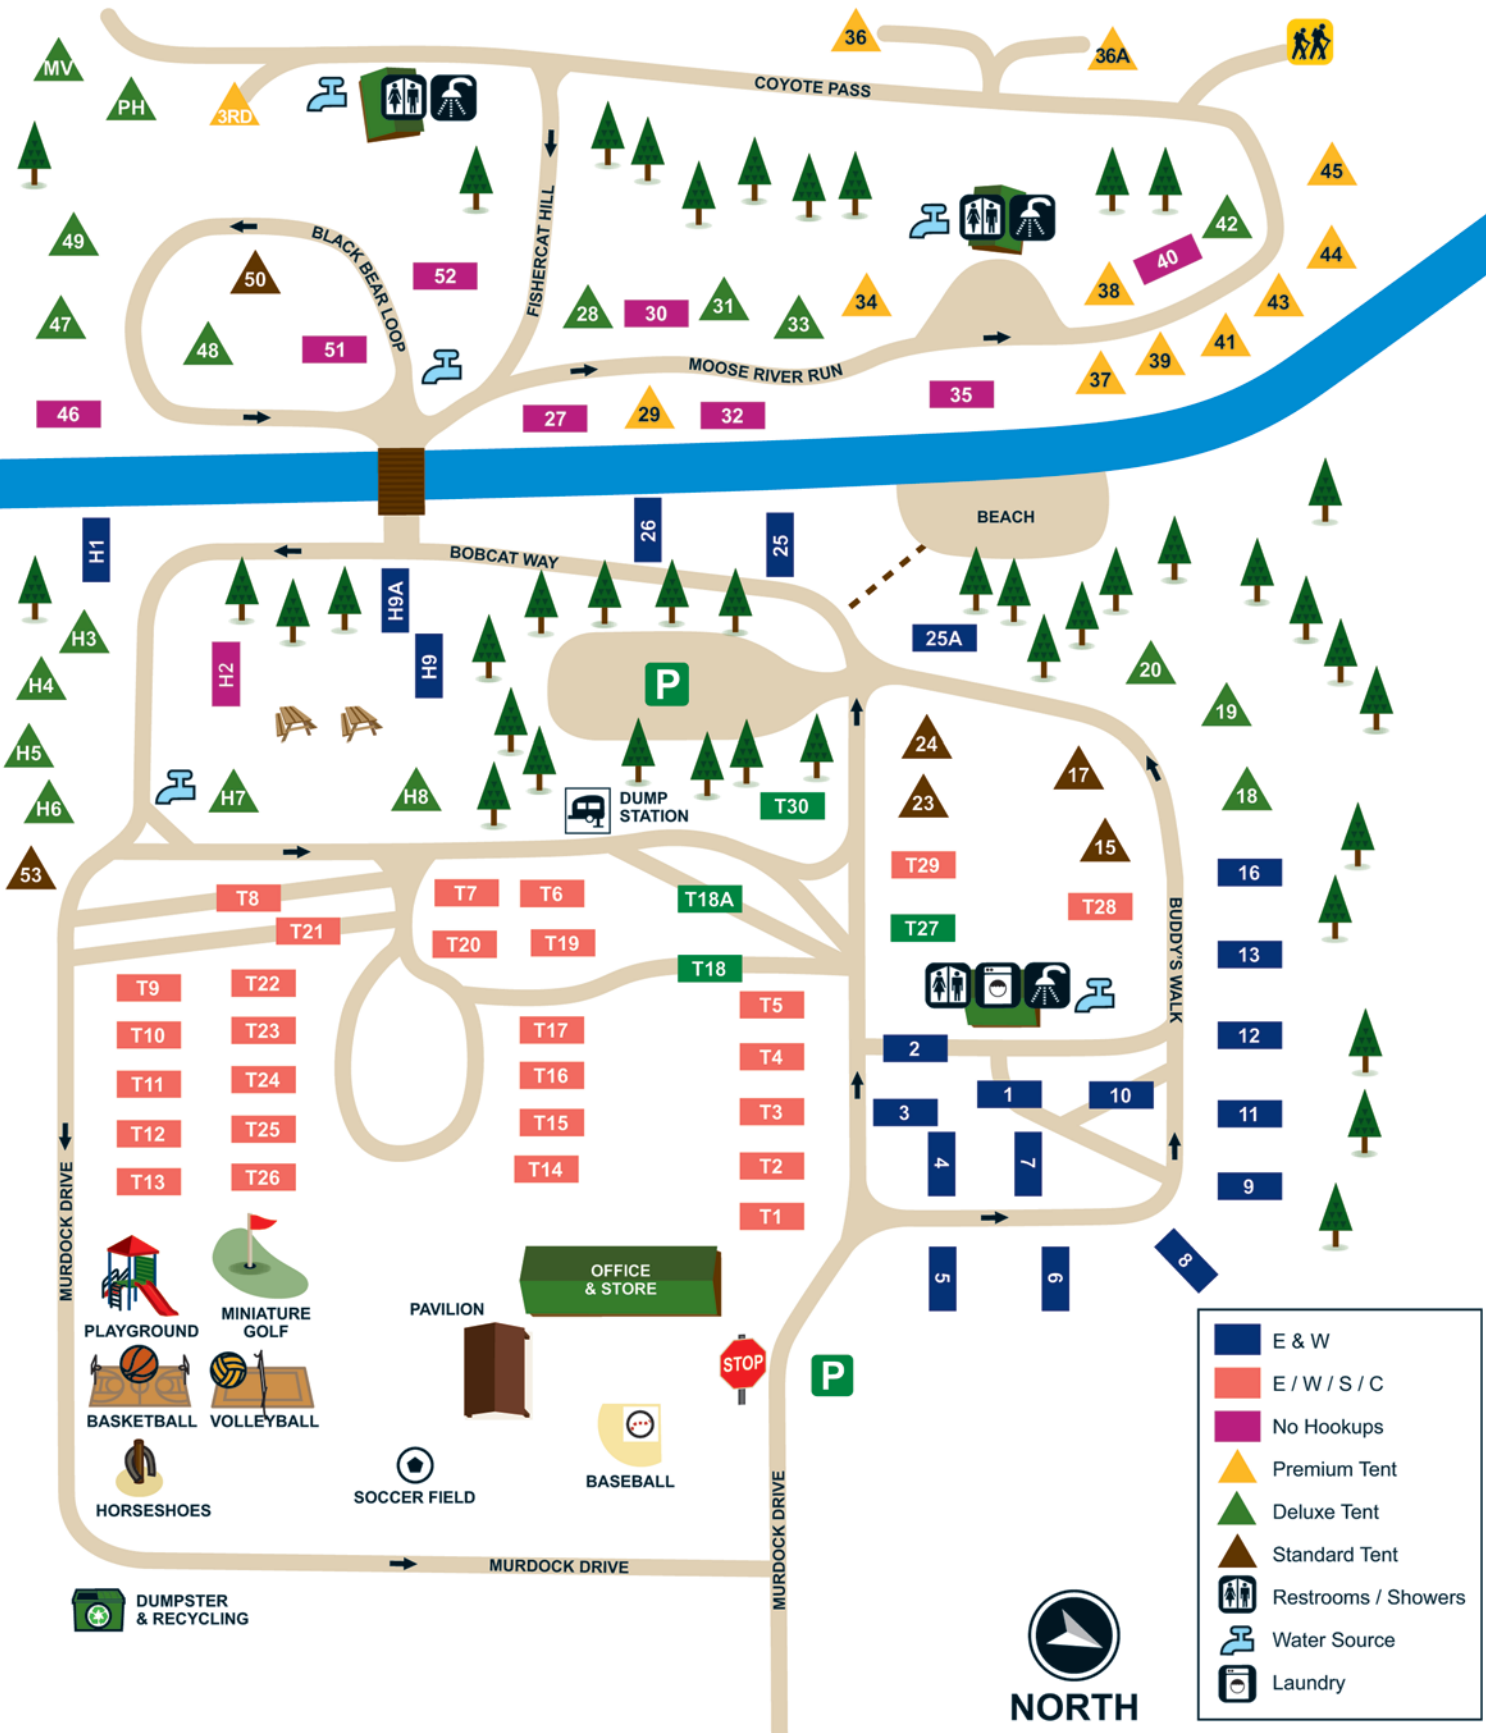 36
36A
MV
PH
3RD
COYOTE PASS
45
42
49
44
40
50
BLACK BEAR LOOP
52
FISHERCAT HILL
38
43
28
30
31
33
34
47
48
51
41
39
MOOSE RIVER RUN
37
35
46
27
29
32
BEACH
26
25
H1
BOBCAT WAY
H9A
H3
25A
H9
H2
20
H4
P
19
24
H5
17
H7
H8
H6
DUMP
STATION
T30
23
18
15
53
T29
16
T8
T7
T6
T18A
T28
T21
T27
BUDDY'S WALK
T20
T19
13
T18
T9
T22
T5
T10
T23
T17
2
12
T4
T11
T24
T16
1
10
T12
T25
T15
T3
3
11
T13
T26
T14
T2
4
7
9
T1
MURDOCK DRIVE
5
6
8
OFFICE
& STORE
PAVILION
PLAYGROUND
MINIATURE
GOLF
STOP
P
BASKETBALL
VOLLEYBALL
BASEBALL
SOCCER FIELD
HORSESHOES
MURDOCK DRIVE
MURDOCK DRIVE
DUMPSTER
& RECYCLING
NORTH
E & W
E / W / S / C
No Hookups
Premium Tent
Deluxe Tent
Standard Tent
Restrooms / Showers
Water Source
Laundry